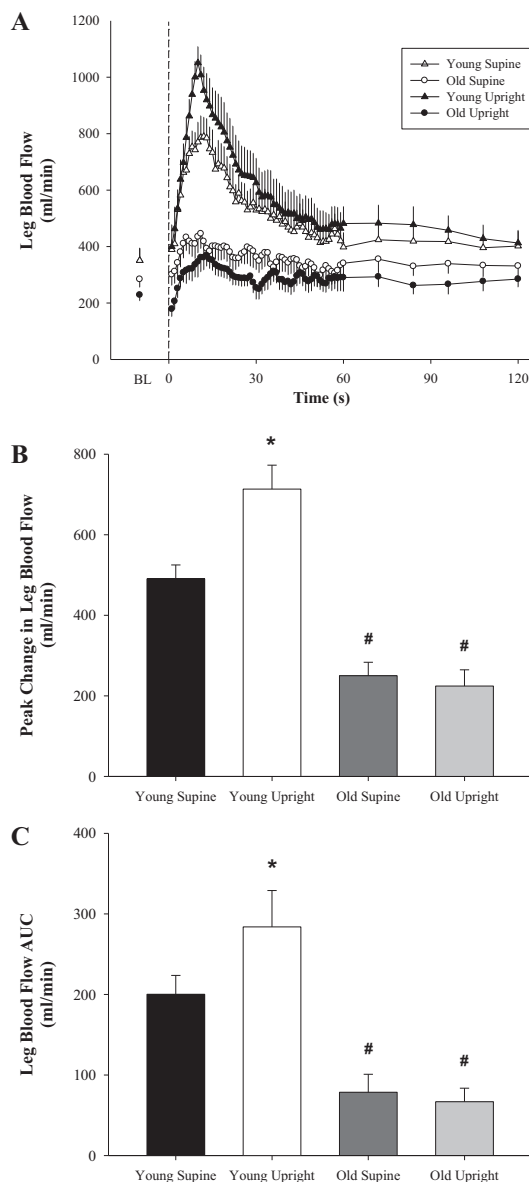 A
1200
1000
800
600
400
200
0
Leg Blood Flow
(ml/min)
Young Supine
Old Supine
Young Upright
Old Upright
BL
0
30
60
90
120
Time (s)
B
800
600
400
200
0
Peak Change in Leg Blood Flow
(ml/min)
*
#
#
Young Supine
Young Upright
Old Supine
Old Upright
C
400
300
200
100
0
Leg Blood Flow AUC
(ml/min)
*
#
#
Young Supine
Young Upright
Old Supine
Old Upright